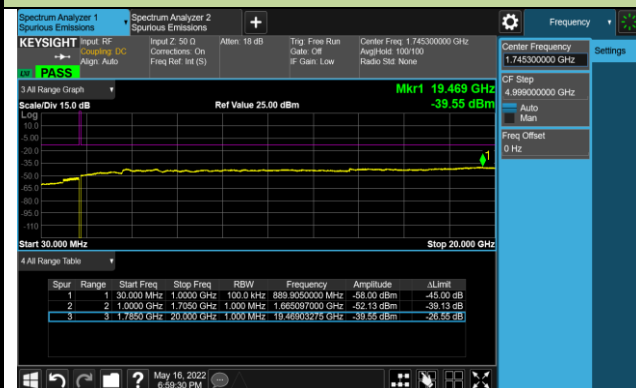 Spectrum Analyzer 1
Spurious Emissions
Spectrum Analyzer 2
Spurious Emissions
+
Frequency
KEYSIGHT
Input: RF
Coupling: DC
Align: Auto
Input Z: 50 Ω
Corrections: On
Freq Ref: Int (S)
Atten: 18 dB
Trig: Free Run
Gate: Off
IF Gain: Low
Center Freq: 1.745300000 GHz
Avg|Hold: 100/100
Radio Std: None
PASS
Center Frequency
1.745300000 GHz
Settings
CF Step
4.999000000 GHz
Auto
Man
Freq Offset
0 Hz
3 All Range Graph
Mkr1 19.469 GHz
Scale/Div 15.0 dB
Ref Value 25.00 dBm
-39.55 dBm
Log
10.0
-5.00
-20.0
-35.0
-50.0
-65.0
-80.0
-95.0
-110
1
Start 30.000 MHz
Stop 20.000 GHz
4 All Range Table
Spur Range Start Freq Stop Freq RBW Frequency Amplitude ΔLimit
1 1 30.000 MHz 1.0000 GHz 100.0 kHz 889.9050000 MHz -58.00 dBm -45.00 dB
2 2 1.0000 GHz 1.7050 GHz 1.000 MHz 1.665097000 GHz -52.13 dBm -39.13 dB
3 3 1.7850 GHz 20.000 GHz 1.000 MHz 19.46903275 GHz -39.55 dBm -26.55 dB
?
May 16, 2022
6:59:30 PM